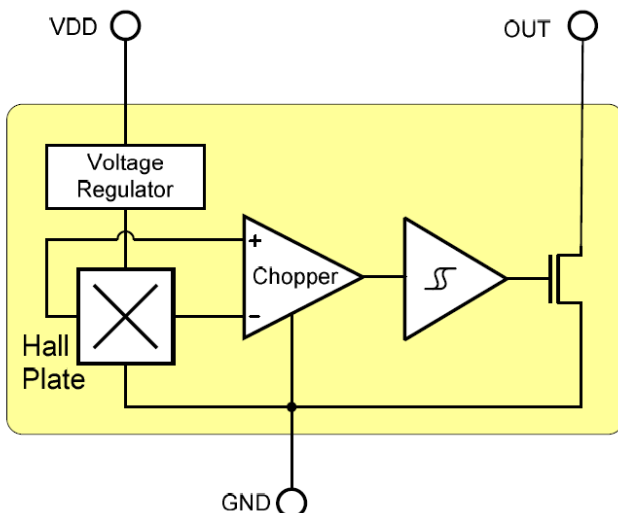 VDD
OUT
Voltage
Regulator
+
Chopper
−
Hall
Plate
GND